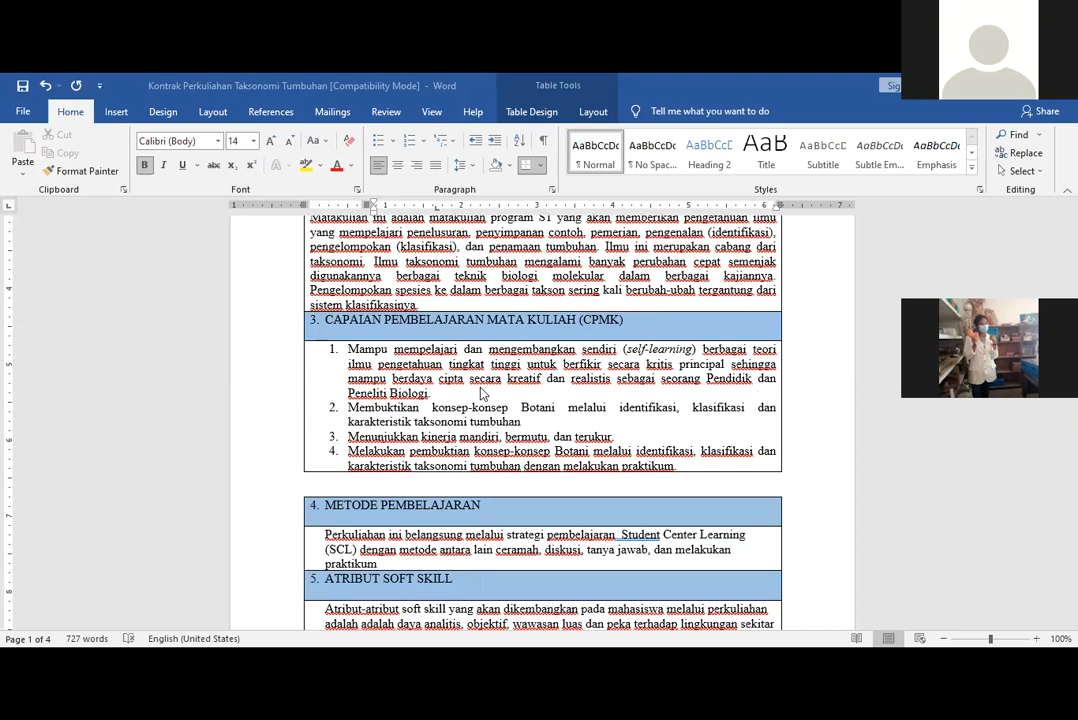 Kontrak Perkuliahan Taksonomi Tumbuhan [Compatibility Mode] - Word
Table Tools
File Home Insert Design Layout References Mailings Review View Help Table Design Layout Tell me what you want to do Share
Paste
Cut
Copy
Format Painter
Calibri (Body) 14
AaBbCcDc AaBbCcDc AaBbCcD AaB AaBbCcD AaBbCcDc AaBbCcDc
¶ Normal ¶ No Spac... Heading 2 Title Subtitle Subtle Em... Emphasis
Find
Replace
Select
Clipboard Font Paragraph Styles Editing
1 1 2 3 4 5 6 7
Matakuliah ini adalah matakuliah program S1 yang akan memberikan pengetahuan ilmu
yang mempelajari penelusuran, penyimpanan contoh, pemerian, pengenalan (identifikasi),
pengelompokan (klasifikasi), dan penamaan tumbuhan. Ilmu ini merupakan cabang dari
taksonomi. Ilmu taksonomi tumbuhan mengalami banyak perubahan cepat semenjak
digunakannya berbagai teknik biologi molekular dalam berbagai kajiannya.
Pengelompokan spesies ke dalam berbagai takson sering kali berubah-ubah tergantung dari
sistem klasifikasinya.
3. CAPAIAN PEMBELAJARAN MATA KULIAH (CPMK)
1. Mampu mempelajari dan mengembangkan sendiri (self-learning) berbagai teori
ilmu pengetahuan tingkat tinggi untuk berfikir secara kritis principal sehingga
mampu berdaya cipta secara kreatif dan realistis sebagai seorang Pendidik dan
Peneliti Biologi.
2. Membuktikan konsep-konsep Botani melalui identifikasi, klasifikasi dan
karakteristik taksonomi tumbuhan
3. Menunjukkan kinerja mandiri, bermutu, dan terukur.
4. Melakukan pembuktian konsep-konsep Botani melalui identifikasi, klasifikasi dan
karakteristik taksonomi tumbuhan dengan melakukan praktikum.
4. METODE PEMBELAJARAN
Perkuliahan ini belangsung melalui strategi pembelajaran Student Center Learning
(SCL) dengan metode antara lain ceramah, diskusi, tanya jawab, dan melakukan
praktikum
5. ATRIBUT SOFT SKILL
Atribut-atribut soft skill yang akan dikembangkan pada mahasiswa melalui perkuliahan
adalah adalah daya analitis, objektif, wawasan luas dan peka terhadap lingkungan sekitar
Page 1 of 4 727 words English (United States) 100%